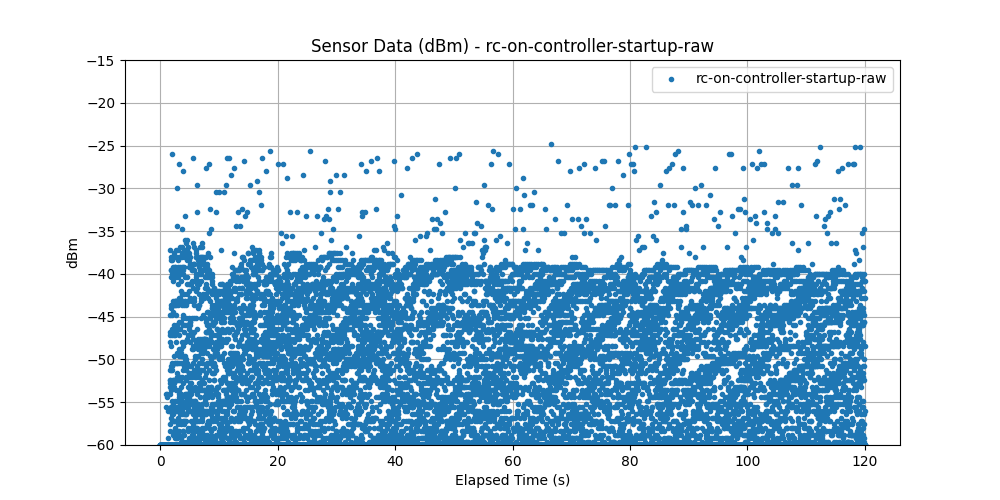 Sensor Data (dBm) - rc-on-controller-startup-raw
rc-on-controller-startup-raw
dBm
−15
−20
−25
−30
−35
−40
−45
−50
−55
−60
0 20 40 60 80 100 120
Elapsed Time (s)